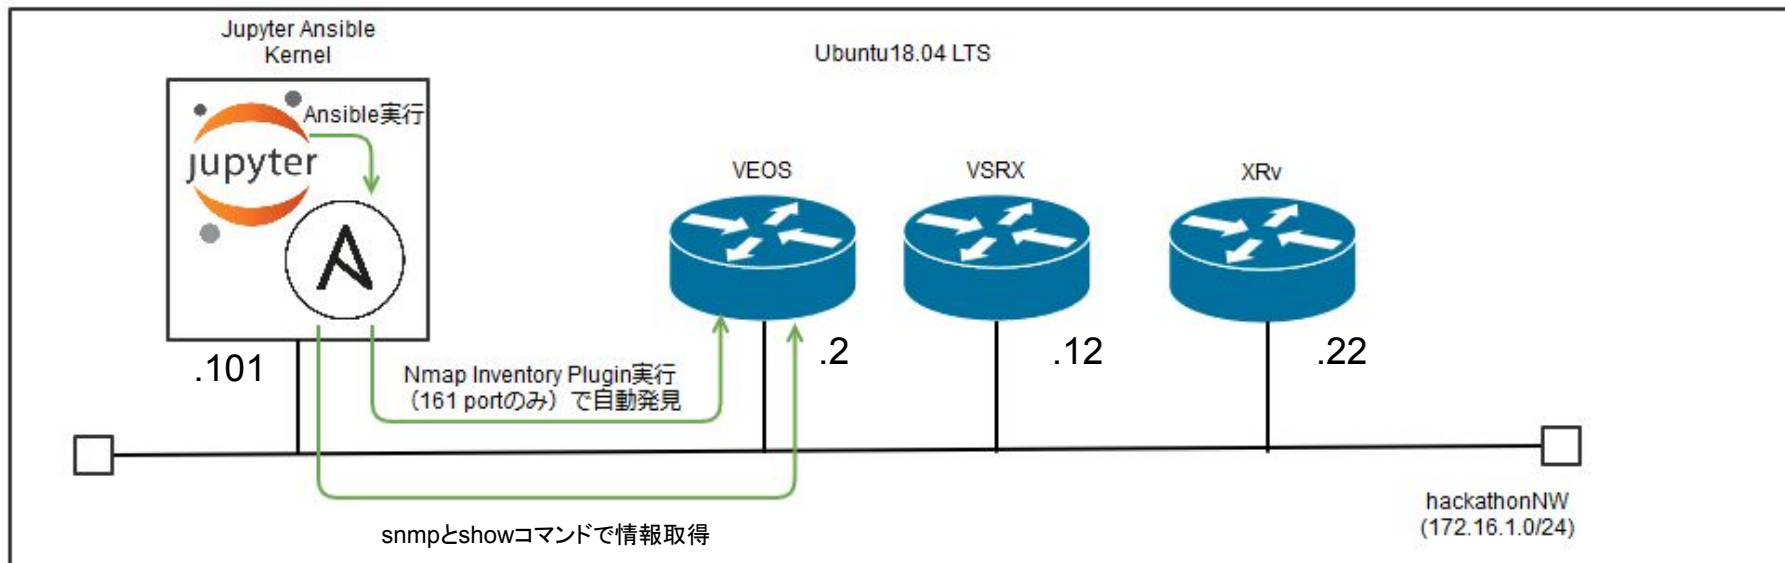 Jupyter Ansible
Kernel
Ubuntu18.04 LTS
Ansible実行
jupyter
VEOS
VSRX
XRv
.101
.2
.12
.22
Nmap Inventory Plugin実行
（161 portのみ）で自動発見
hackathonNW
(172.16.1.0/24)
snmpとshowコマンドで情報取得